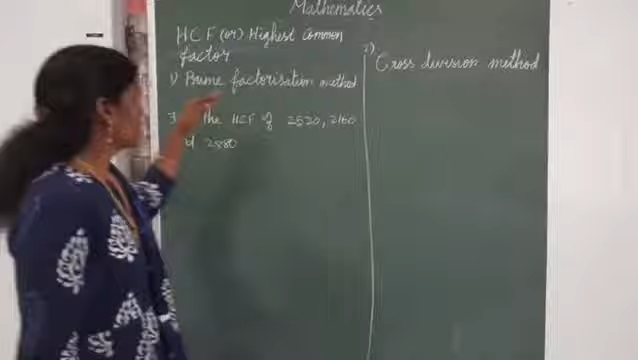 Mathematics
HCF (or) Highest Common
factor
1) Prime factorisation method
the HCF of 2520, 2160
2880
2)
Cross division method